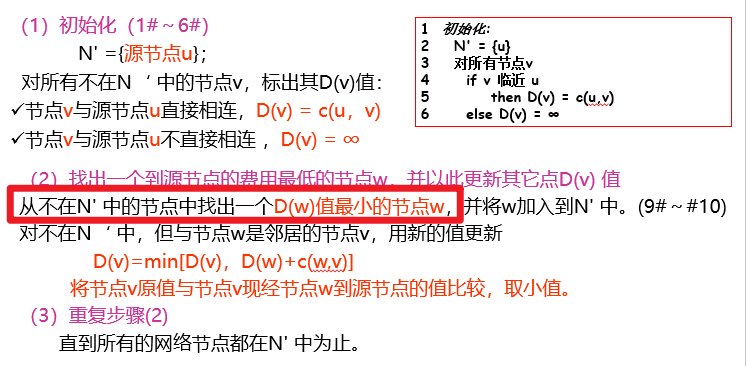 （1）初始化（1#～6#）
N' ={源节点u}；
对所有不在N‘ 中的节点v，标出其D(v)值：
✓节点v与源节点u直接相连，D(v) = c(u，v)
✓节点v与源节点u不直接相连 ，D(v) = ∞
1 初始化:
2 N' = {u}
3 对所有节点v
4 if v 临近 u
5 then D(v) = c(u,v)
6 else D(v) = ∞
（2）找出一个到源节点的费用最低的节点w，并以此更新其它点D(v) 值
从不在N' 中的节点中找出一个D(w)值最小的节点w，并将w加入到N' 中。(9#～#10)
对不在N‘ 中，但与节点w是邻居的节点v，用新的值更新
D(v)=min[D(v)，D(w)+c(w,v)]
将节点v原值与节点v现经节点w到源节点的值比较，取小值。
（3）重复步骤(2)
直到所有的网络节点都在N' 中为止。